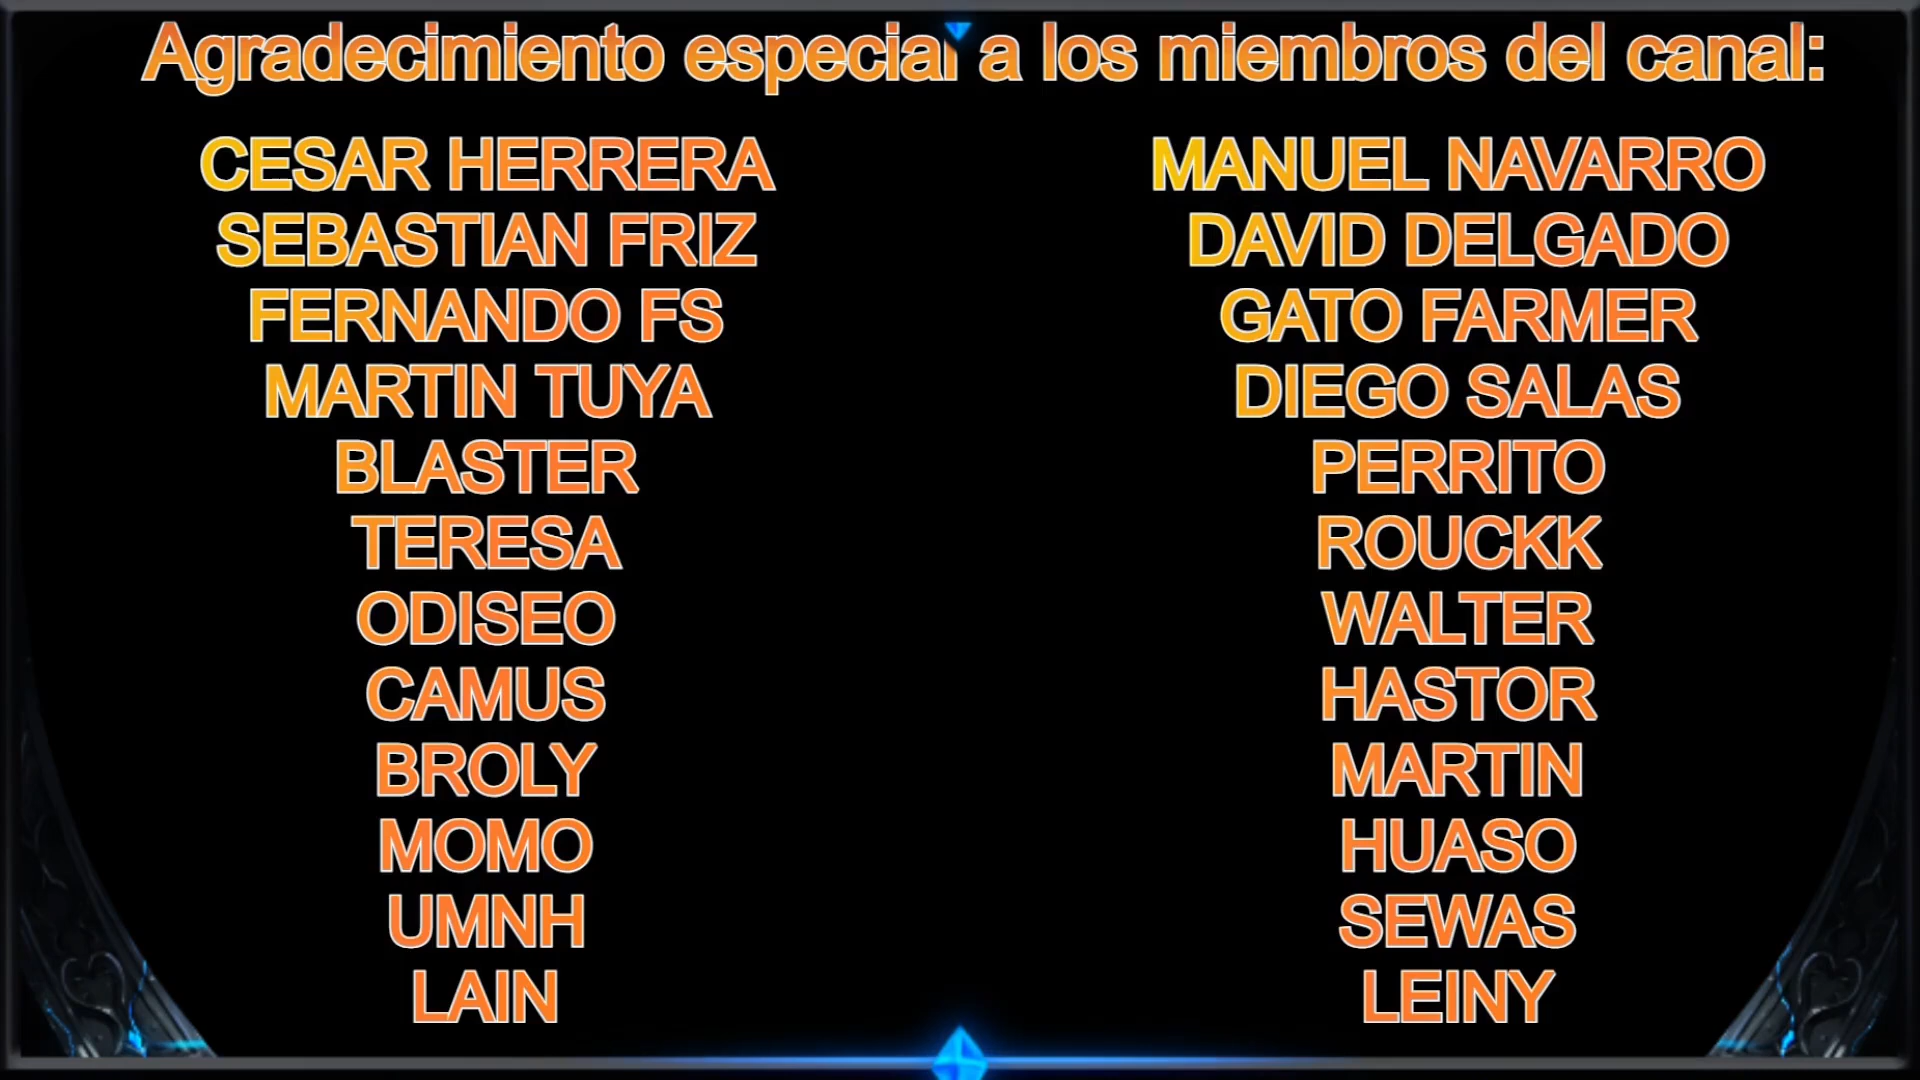 Agradecimiento especial a los miembros del canal:
CESAR HERRERA
SEBASTIAN FRIZ
FERNANDO FS
MARTIN TUYA
BLASTER
TERESA
ODISEO
CAMUS
BROLY
MOMO
UMNH
LAIN
MANUEL NAVARRO
DAVID DELGADO
GATO FARMER
DIEGO SALAS
PERRITO
ROUCKK
WALTER
HASTOR
MARTIN
HUASO
SEWAS
LEINY